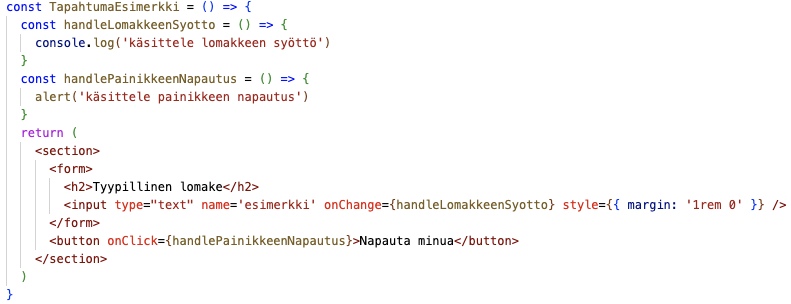 const TapahtumaEsimerkki = () => {
  const handleLomakkeenSyotto = () => {
    console.log('käsittele lomakkeen syöttö')
  }
  const handlePainikkeenNapautus = () => {
    alert('käsittele painikkeen napautus')
  }
  return (
    <section>
      <form>
        <h2>Tyypillinen lomake</h2>
        <input type="text" name='esimerkki' onChange={handleLomakkeenSyotto} style={{ margin: '1rem 0' }} />
      </form>
      <button onClick={handlePainikkeenNapautus}>Napauta minua</button>
    </section>
  )
}